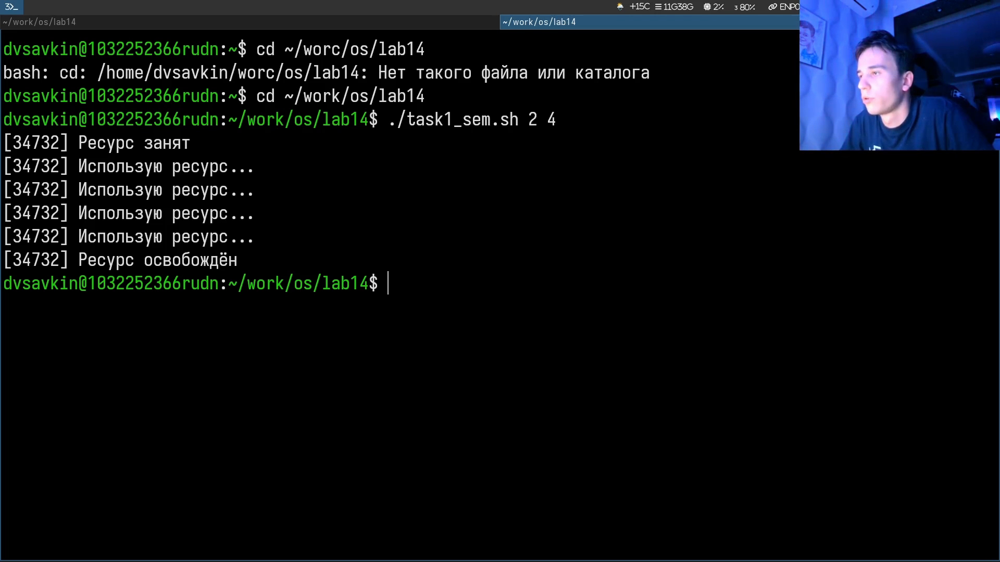 3>_
+15C 11G38G 2% 3 80% ENP0
~/work/os/lab14
~/work/os/lab14
dvsavkin@1032252366rudn:~$ cd ~/worc/os/lab14
bash: cd: /home/dvsavkin/worc/os/lab14: Нет такого файла или каталога
dvsavkin@1032252366rudn:~$ cd ~/work/os/lab14
dvsavkin@1032252366rudn:~/work/os/lab14$ ./task1_sem.sh 2 4
[34732] Ресурс занят
[34732] Использую ресурс...
[34732] Использую ресурс...
[34732] Использую ресурс...
[34732] Использую ресурс...
[34732] Ресурс освобождён
dvsavkin@1032252366rudn:~/work/os/lab14$